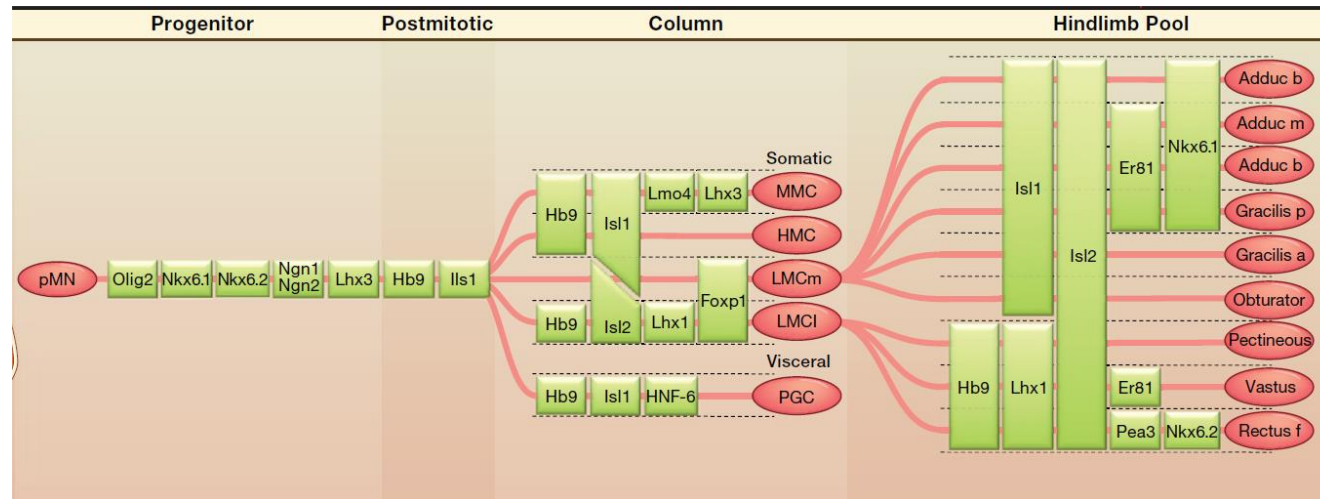 Progenitor
Postmitotic
Column
Hindlimb Pool
pMN
Olig2
Nkx6.1
Nkx6.2
Ngn1
Ngn2
Lhx3
Hb9
Ils1
Somatic
Hb9
Isl1
Lmo4
Lhx3
MMC
HMC
LMCm
Foxp1
Hb9
Isl2
Lhx1
LMCl
Visceral
Hb9
Isl1
HNF-6
PGC
Isl1
Isl2
Er81
Nkx6.1
Adduc b
Adduc m
Adduc b
Gracilis p
Gracilis a
Obturator
Pectineous
Hb9
Lhx1
Er81
Vastus
Pea3
Nkx6.2
Rectus f